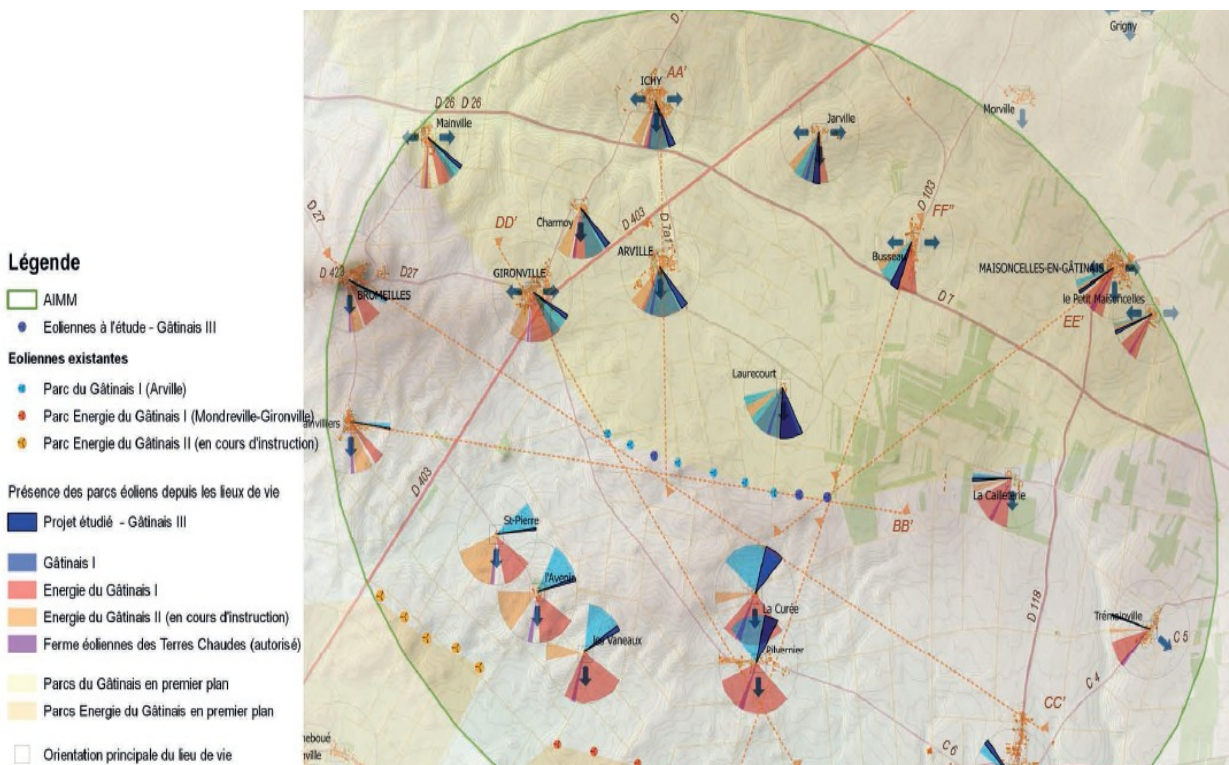 Légende
AIMM
Eoliennes à l'étude - Gâtinais III
Eoliennes existantes
Parc du Gâtinais I (Arville)
Parc Energie du Gâtinais I (Mondreville-Gironville)
Parc Energie du Gâtinais II (en cours d'instruction)
Présence des parcs éoliens depuis les lieux de vie
Projet étudié - Gâtinais III
Gâtinais I
Energie du Gâtinais I
Energie du Gâtinais II (en cours d'instruction)
Ferme éoliennes des Terres Chaudes (autorisé)
Parcs du Gâtinais en premier plan
Parcs Energie du Gâtinais en premier plan
Orientation principale du lieu de vie
Grigny
ICHY
AA'
D 26 D 26
Mainville
Jarville
Morville
D 27
DD'
Charmoy
D 403
D 7a1
ARVILLE
D 103
FF"
Busseau
D27
GIRONVILLE
BROMEILLES
MAISONCELLES-EN-GÂTINAIS
le Petit Maisoncelles
EE'
D 7
Laurecourt
ainvilliers
D 403
St-Pierre
BB'
La Cailleterie
l'Avenir
La Curée
les Vaneaux
D 118
Trémainville
C 5
C 4
CC'
C 6